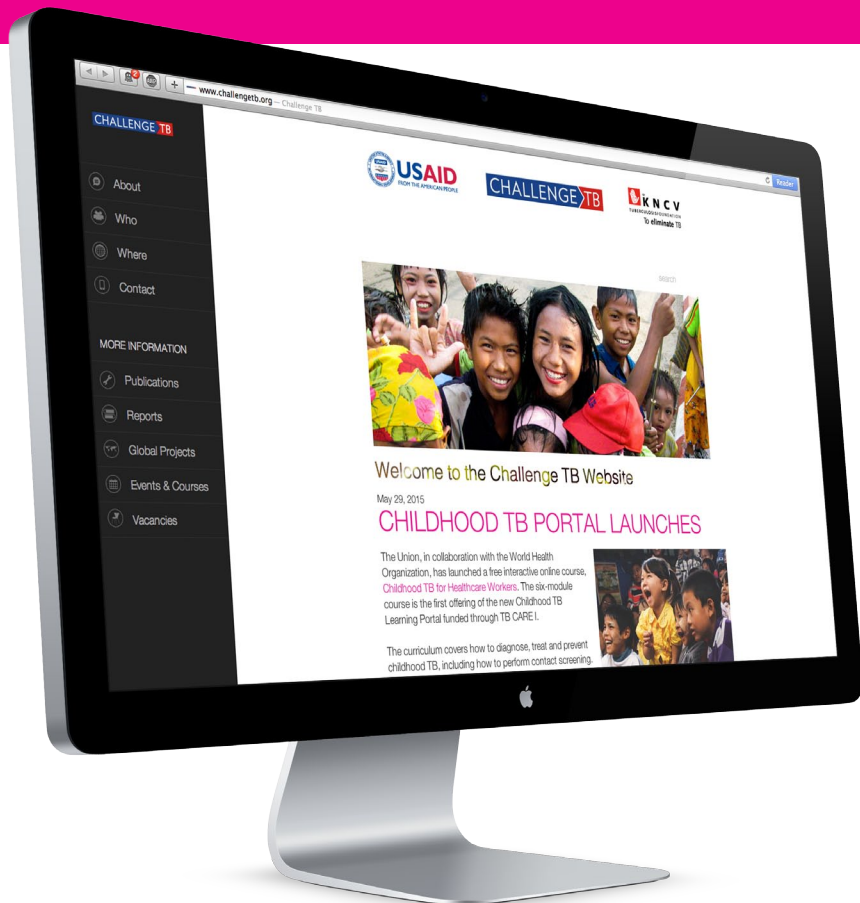 www.challengetb.org — Challenge TB
Reader
2
CHALLENGE TB
About
Who
Where
Contact
MORE INFORMATION
Publications
Reports
Global Projects
Events & Courses
Vacancies
USAID
FROM THE AMERICAN PEOPLE
CHALLENGE TB
KNCV
TUBERCULOSIS FOUNDATION
To eliminate TB
search
Welcome to the Challenge TB Website
May 29, 2015
CHILDHOOD TB PORTAL LAUNCHES
The Union, in collaboration with the World Health
Organization, has launched a free interactive online course,
Childhood TB for Healthcare Workers. The six-module
course is the first offering of the new Childhood TB
Learning Portal funded through TB CARE I.
The curriculum covers how to diagnose, treat and prevent
childhood TB, including how to perform contact screening.